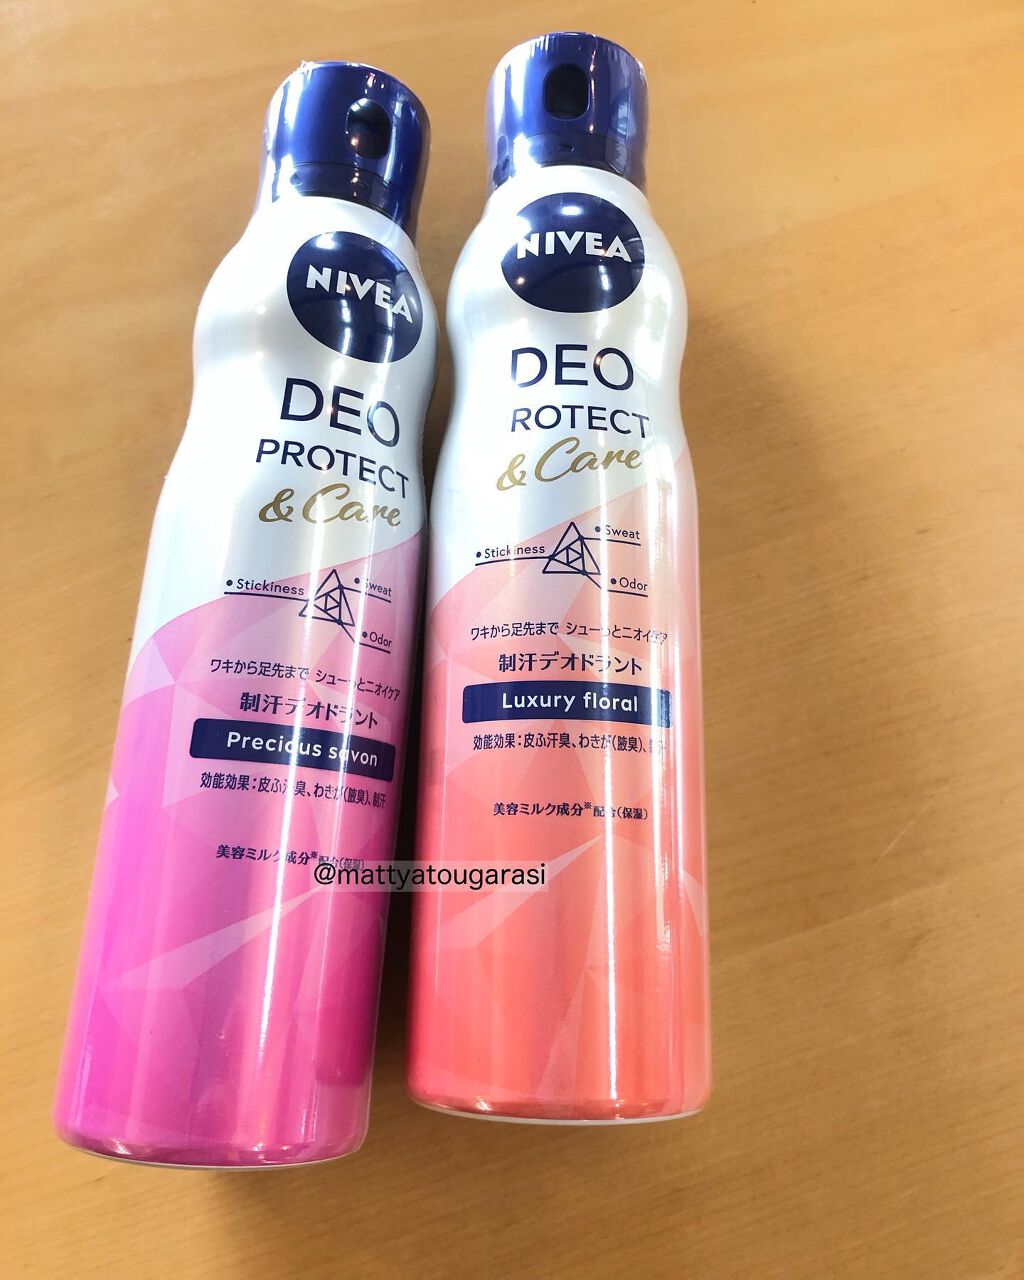 NIVEA
DEO
PROTECT
& Care
Stickiness
Sweat
Odor
ワキから足先まで シューっとニオイケア
制汗デオドラント
Precious savon
効能効果：皮ふ汗臭、わきが（腋臭）、制汗
美容ミルク成分※配合（保湿）
NIVEA
DEO
ROTECT
& Care
Stickiness
Sweat
Odor
ワキから足先まで シューっとニオイケア
制汗デオドラント
Luxury floral
効能効果：皮ふ汗臭、わきが（腋臭）、制汗
美容ミルク成分※配合（保湿）
@mattyatougarasi